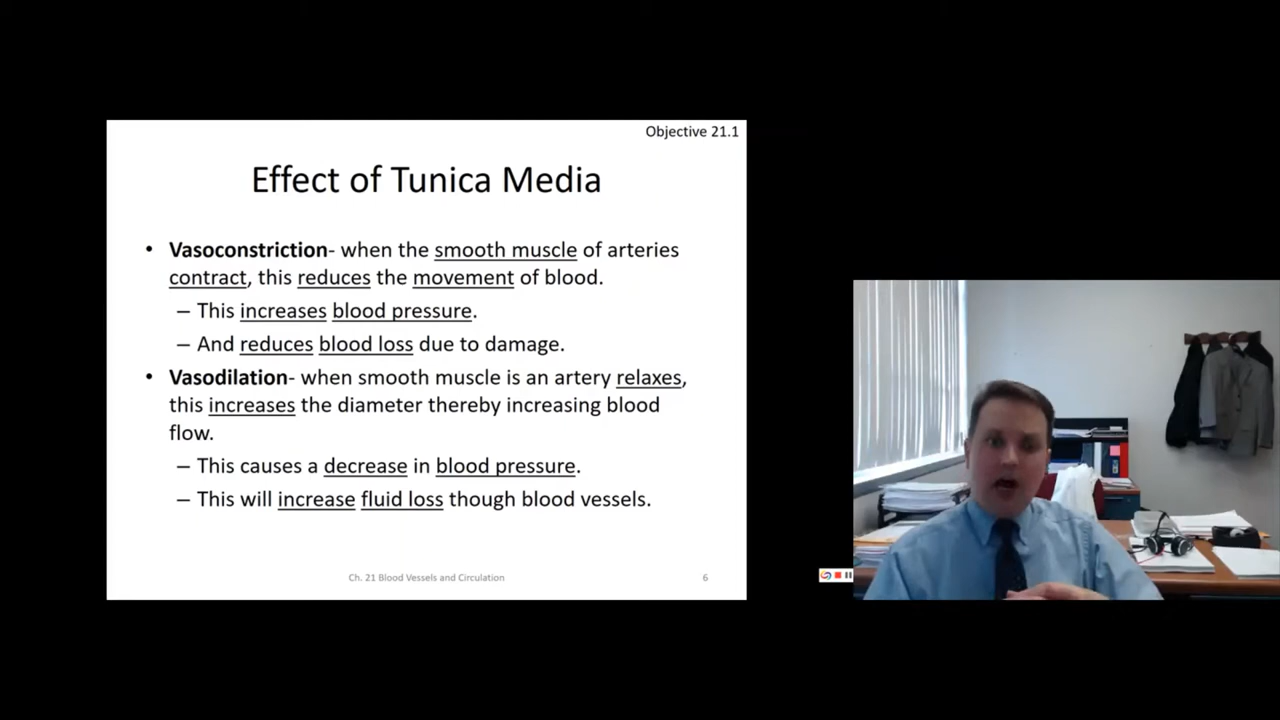 Objective 21.1
Effect of Tunica Media
• Vasoconstriction- when the smooth muscle of arteries
contract, this reduces the movement of blood.
– This increases blood pressure.
– And reduces blood loss due to damage.
• Vasodilation- when smooth muscle is an artery relaxes,
this increases the diameter thereby increasing blood
flow.
– This causes a decrease in blood pressure.
– This will increase fluid loss though blood vessels.
Ch. 21 Blood Vessels and Circulation
6